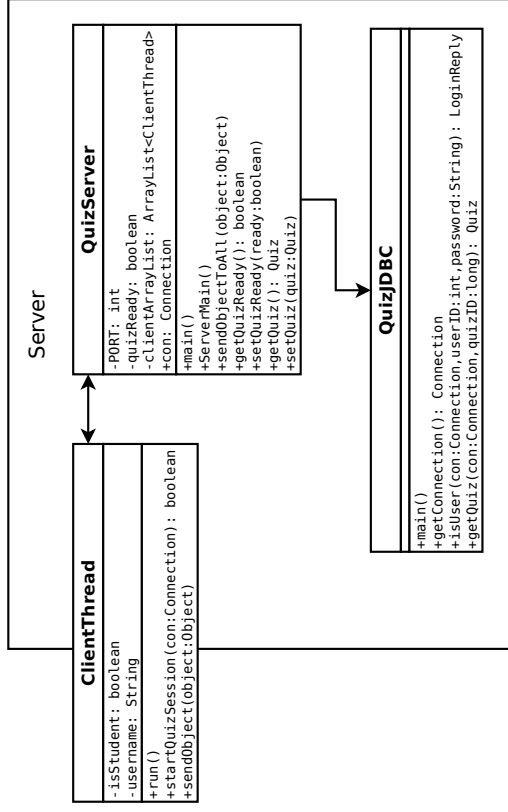 Server
ClientThread
-isStudent: boolean
-username: String
+run()
+startQuizSession(con:Connection): boolean
+sendObject(object:Object)
QuizServer
-PORT: int
-quizReady: boolean
-clientArrayList: ArrayList<ClientThread>
+con: Connection
+main()
+ServerMain()
+sendObjectToAll(object:Object)
+getQuizReady(): boolean
+setQuizReady(ready:boolean)
+getQuiz(): Quiz
+setQuiz(quiz:Quiz)
QuizJDBC
+main()
+getConnection(): Connection
+isUser(con:Connection,userID:int,password:String): LoginReply
+getQuiz(con:Connection,quizID:long): Quiz